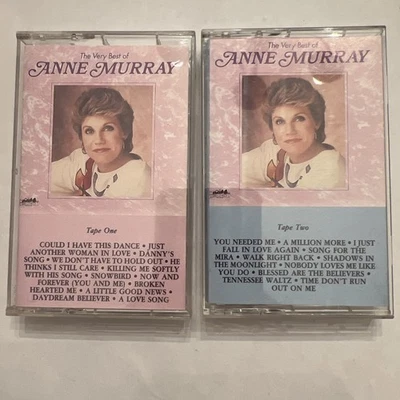 The Very Best of
ANNE MURRAY
Tape One
COULD I HAVE THIS DANCE • JUST
ANOTHER WOMAN IN LOVE • DANNY'S
SONG • WE DON'T HAVE TO HOLD OUT • HE
THINKS I STILL CARE • KILLING ME SOFTLY
WITH HIS SONG • SNOWBIRD • NOW AND
FOREVER (YOU AND ME) • BROKEN
HEARTED ME • A LITTLE GOOD NEWS •
DAYDREAM BELIEVER • A LOVE SONG
The Very Best of
ANNE MURRAY
Tape Two
YOU NEEDED ME • A MILLION MORE • I JUST
FALL IN LOVE AGAIN • SONG FOR THE
MIRA • WALK RIGHT BACK • SHADOWS IN
THE MOONLIGHT • NOBODY LOVES ME LIKE
YOU DO • BLESSED ARE THE BELIEVERS •
TENNESSEE WALTZ • TIME DON'T RUN
OUT ON ME